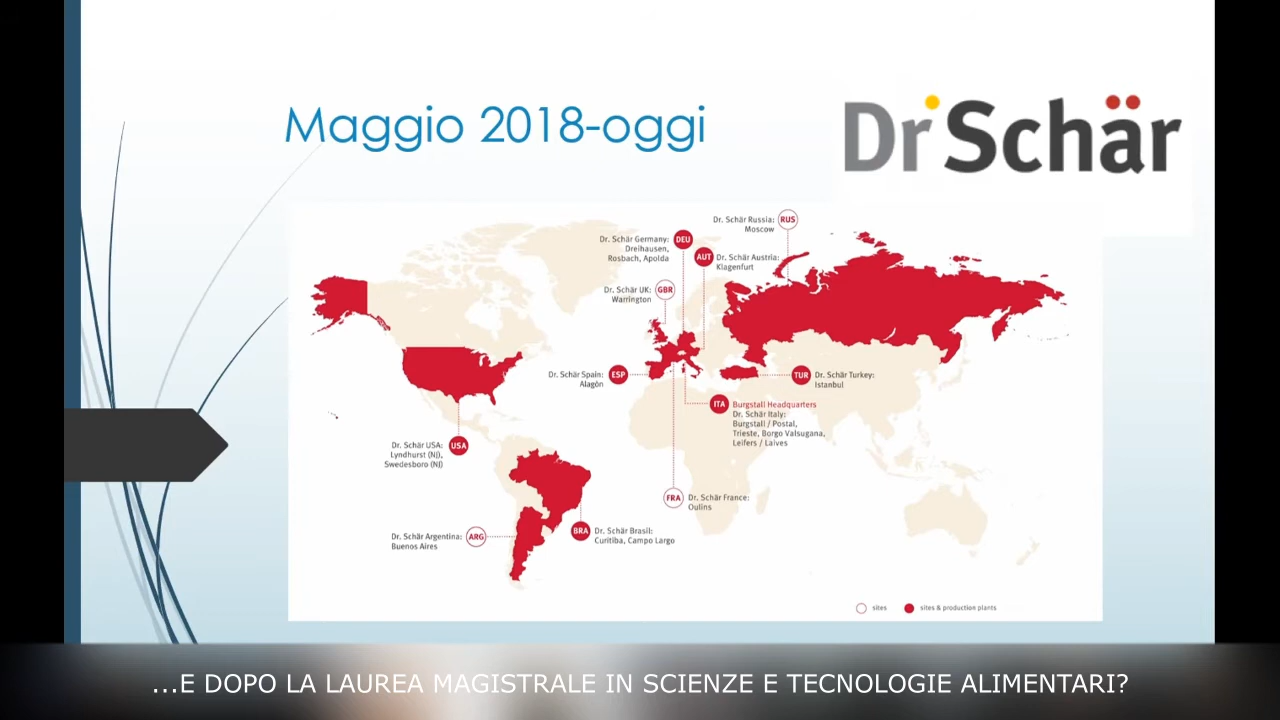 Maggio 2018-oggi
Dr Schär
Dr. Schär Russia:
Moscow
RUS
Dr. Schär Germany:
Dreihausen,
Rosbach, Apolda
DEU
AUT
Dr. Schär Austria:
Klagenfurt
Dr. Schär UK:
Warrington
GBR
Dr. Schär Spain:
Alagòn
ESP
TUR
Dr. Schär Turkey:
Istanbul
ITA
Burgstall Headquarters
Dr. Schär Italy:
Burgstall / Postal,
Trieste, Borgo Valsugana,
Leifers / Laives
Dr. Schär USA:
Lyndhurst (NJ),
Swedesboro (NJ)
USA
FRA
Dr. Schär France:
Oulins
Dr. Schär Argentina:
Buenos Aires
ARG
BRA
Dr. Schär Brasil:
Curitiba, Campo Largo
sites
sites & production plants
...E DOPO LA LAUREA MAGISTRALE IN SCIENZE E TECNOLOGIE ALIMENTARI?